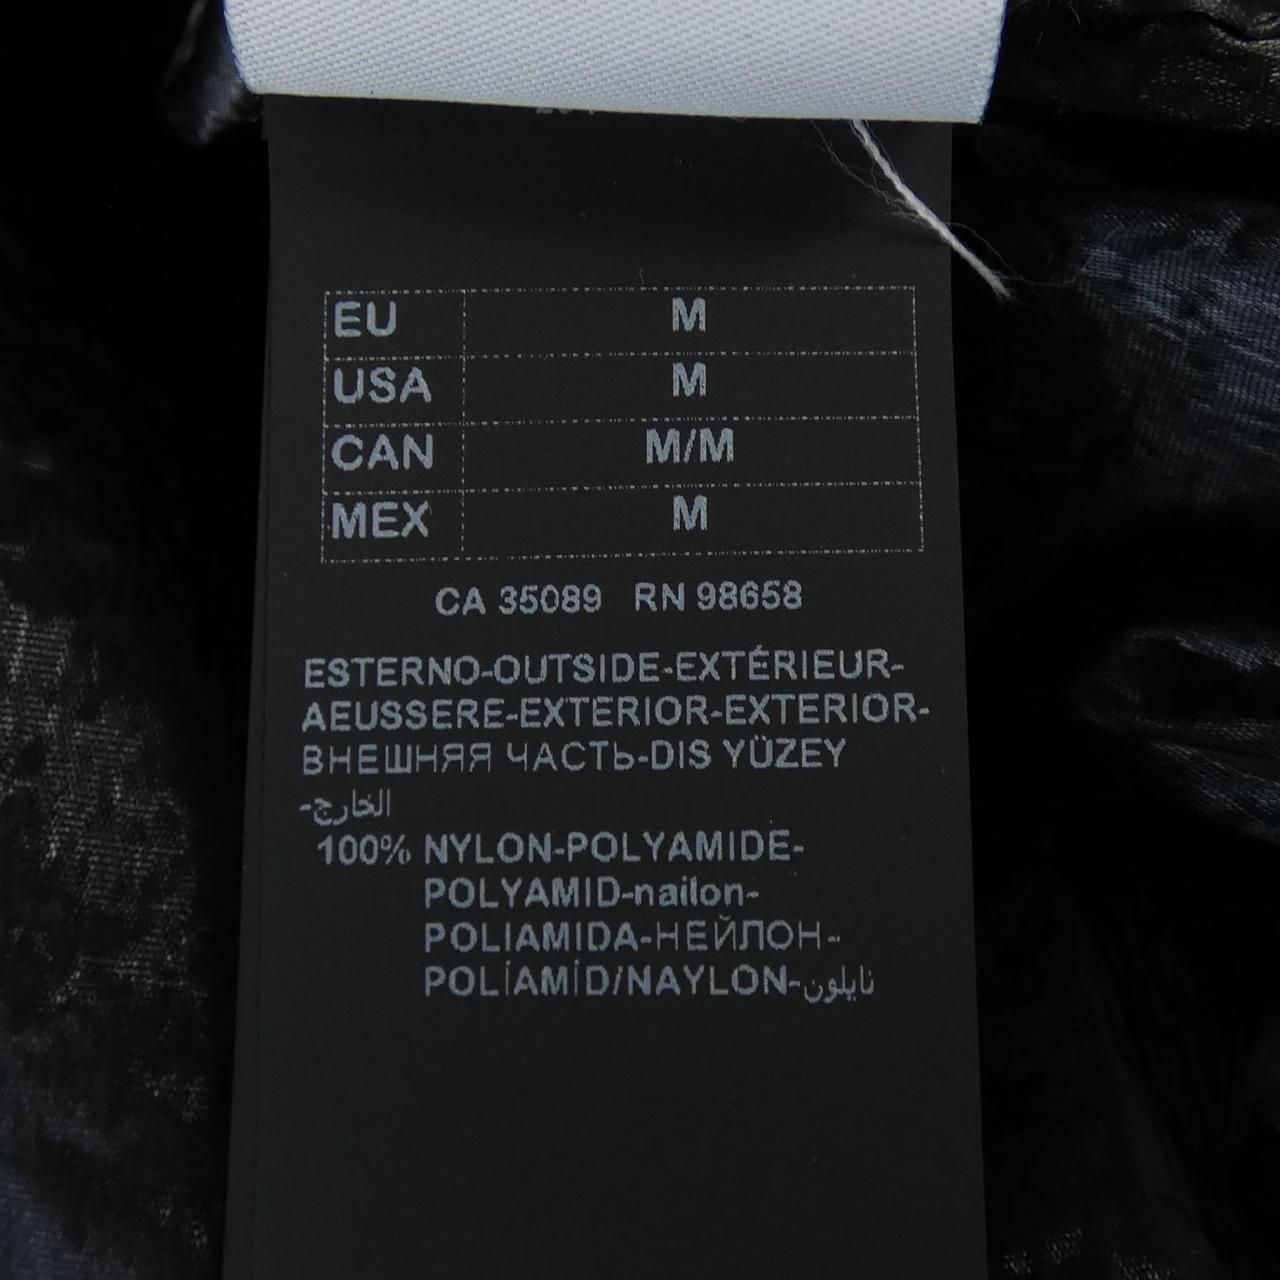 EU M
USA M
CAN M/M
MEX M
CA 35089 RN 98658
ESTERNO-OUTSIDE-EXTÉRIEUR-
AEUSSERE-EXTERIOR-EXTERIOR-
ВНЕШНЯЯ ЧАСТЬ-DIS YÜZEY
-الخارج
100% NYLON-POLYAMIDE-
POLYAMID-nailon-
POLIAMIDA-НЕЙЛОН-
POLİAMİD/NAYLON-نايلون